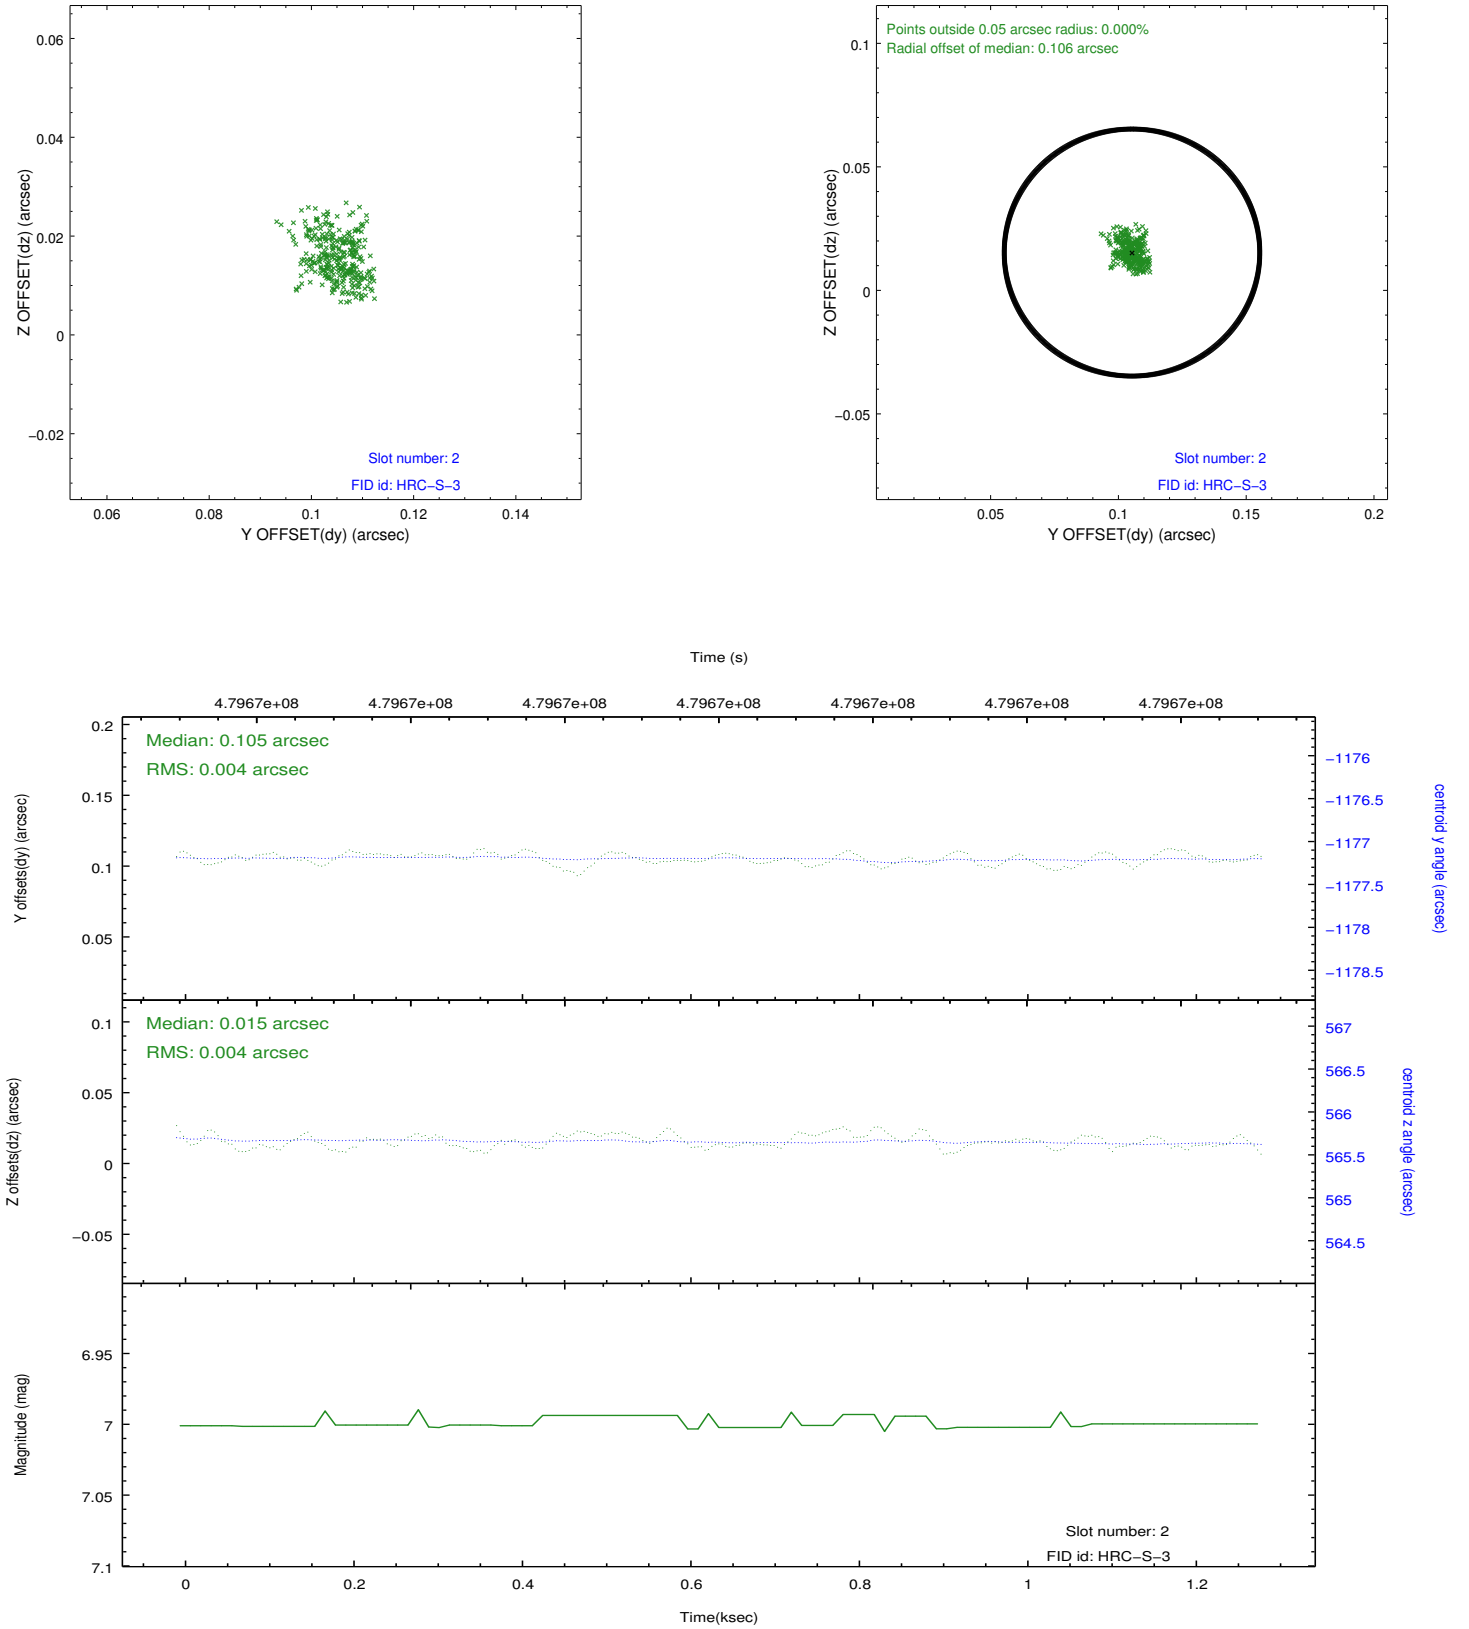 0.06
0.04
0.02
0
−0.02
Z OFFSET(dz) (arcsec)
Slot number: 2
FID id: HRC−S−3
0.06 0.08 0.1 0.12 0.14
Y OFFSET(dy) (arcsec)
Points outside 0.05 arcsec radius: 0.000%
Radial offset of median: 0.106 arcsec
0.1
0.05
0
−0.05
Z OFFSET(dz) (arcsec)
Slot number: 2
FID id: HRC−S−3
0.05 0.1 0.15 0.2
Y OFFSET(dy) (arcsec)
Time (s)
4.7967e+08 4.7967e+08 4.7967e+08 4.7967e+08 4.7967e+08 4.7967e+08 4.7967e+08
Median: 0.105 arcsec
RMS: 0.004 arcsec
0.2
0.15
0.1
0.05
Y offsets(dy) (arcsec)
−1176
−1176.5
−1177
−1177.5
−1178
−1178.5
centroid y angle (arcsec)
Median: 0.015 arcsec
RMS: 0.004 arcsec
0.1
0.05
0
−0.05
Z offsets(dz) (arcsec)
567
566.5
566
565.5
565
564.5
centroid z angle (arcsec)
6.95
7
7.05
7.1
Magnitude (mag)
Slot number: 2
FID id: HRC−S−3
0 0.2 0.4 0.6 0.8 1 1.2
Time(ksec)